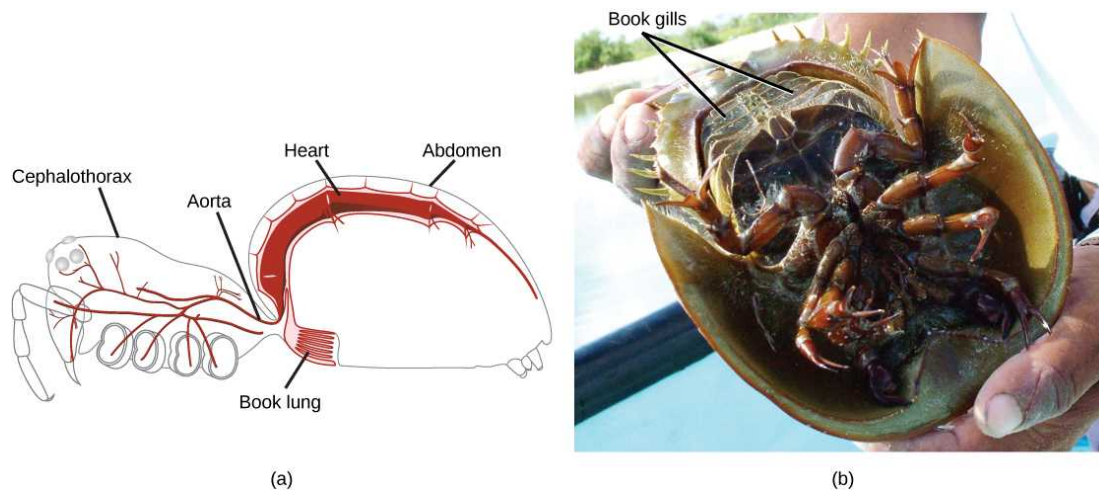 Book gills
Heart
Abdomen
Cephalothorax
Aorta
Book lung
(a)
(b)